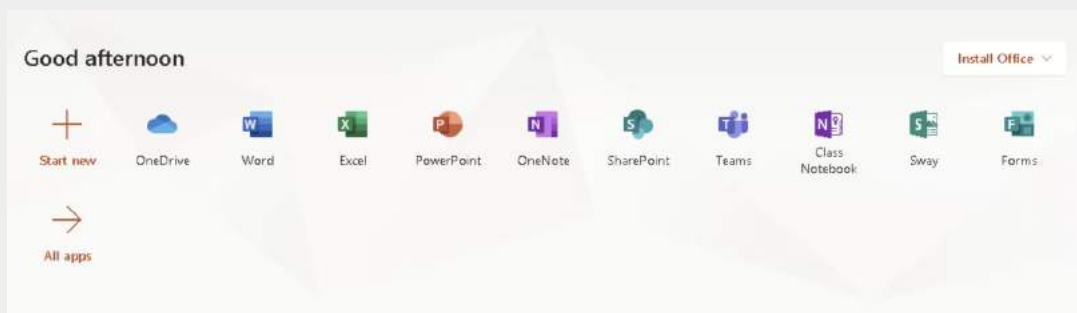 Good afternoon
Install Office
Start new
OneDrive
Word
Excel
PowerPoint
OneNote
SharePoint
Teams
Class
Notebook
Sway
Forms
All apps